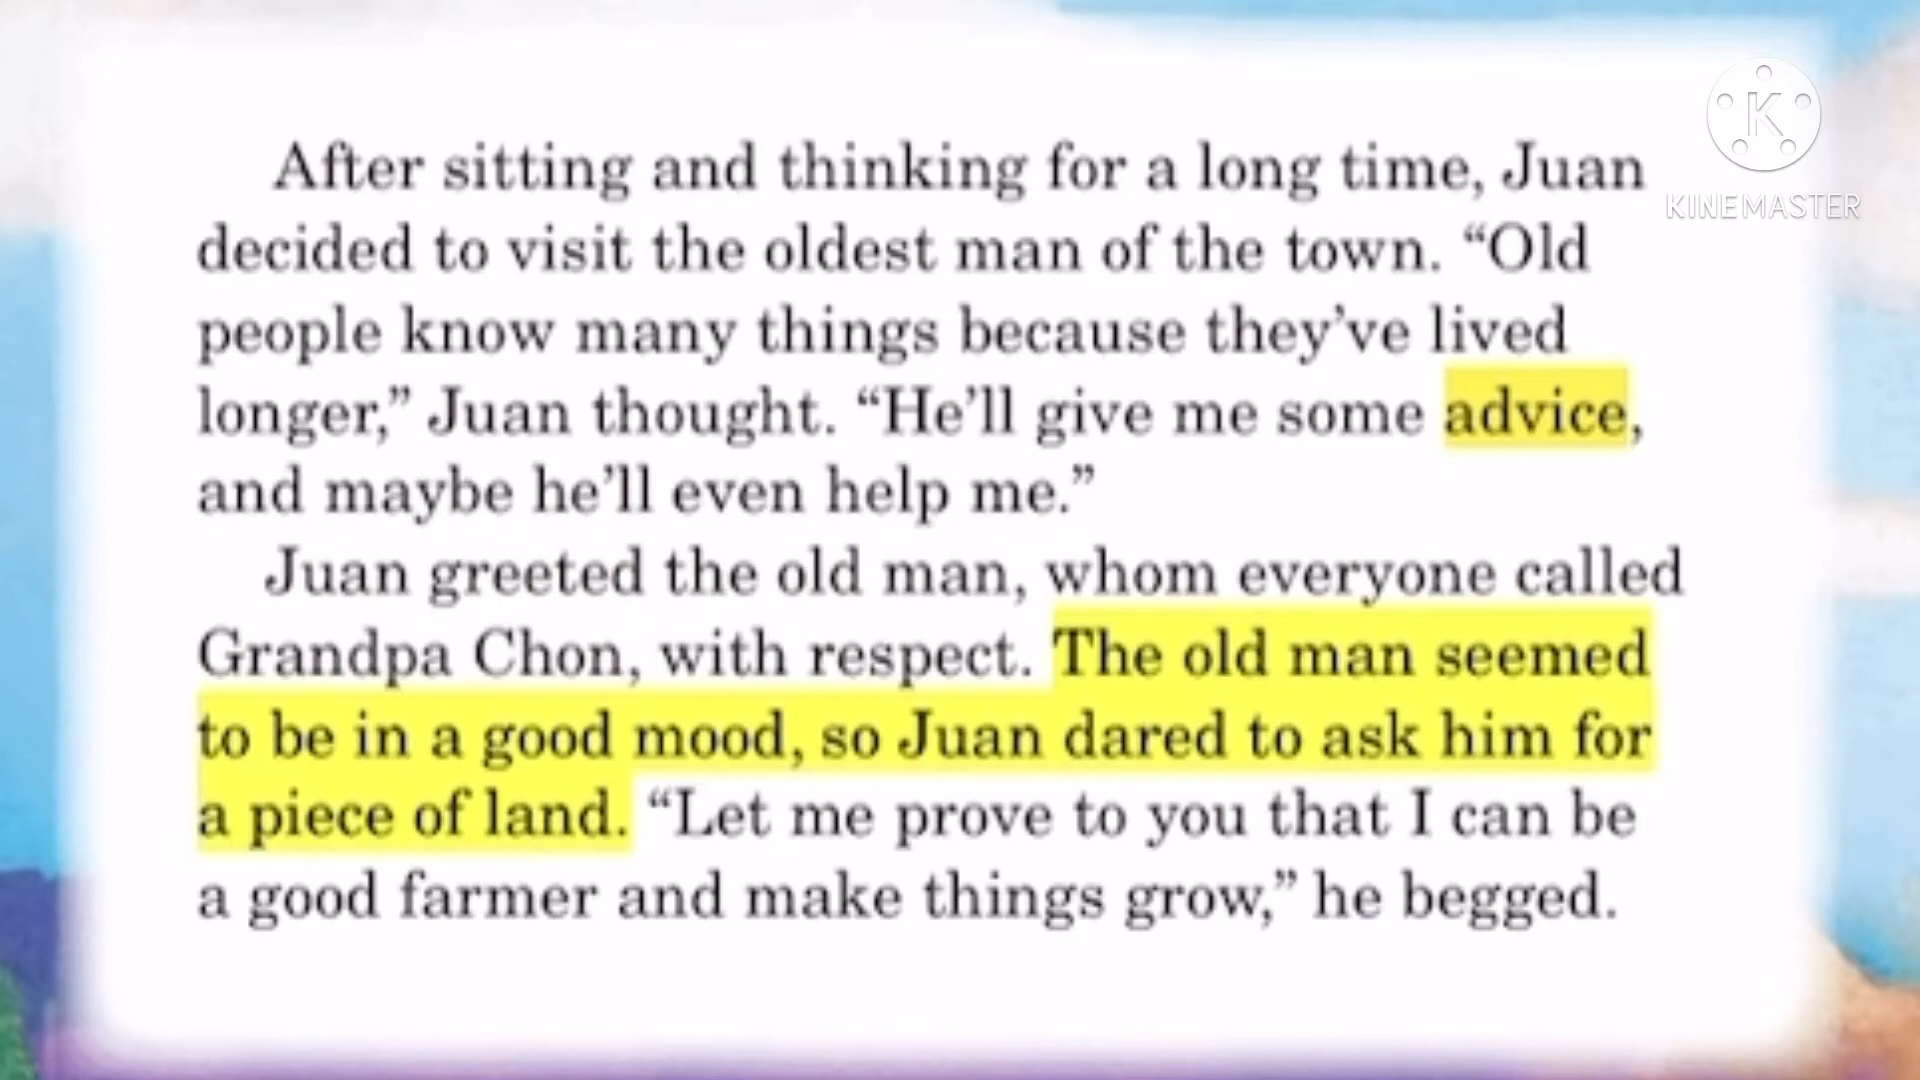 After sitting and thinking for a long time, Juan
decided to visit the oldest man of the town. “Old
people know many things because they’ve lived
longer,” Juan thought. “He’ll give me some advice,
and maybe he’ll even help me.”
Juan greeted the old man, whom everyone called
Grandpa Chon, with respect. The old man seemed
to be in a good mood, so Juan dared to ask him for
a piece of land. “Let me prove to you that I can be
a good farmer and make things grow,” he begged.
K
KINEMASTER